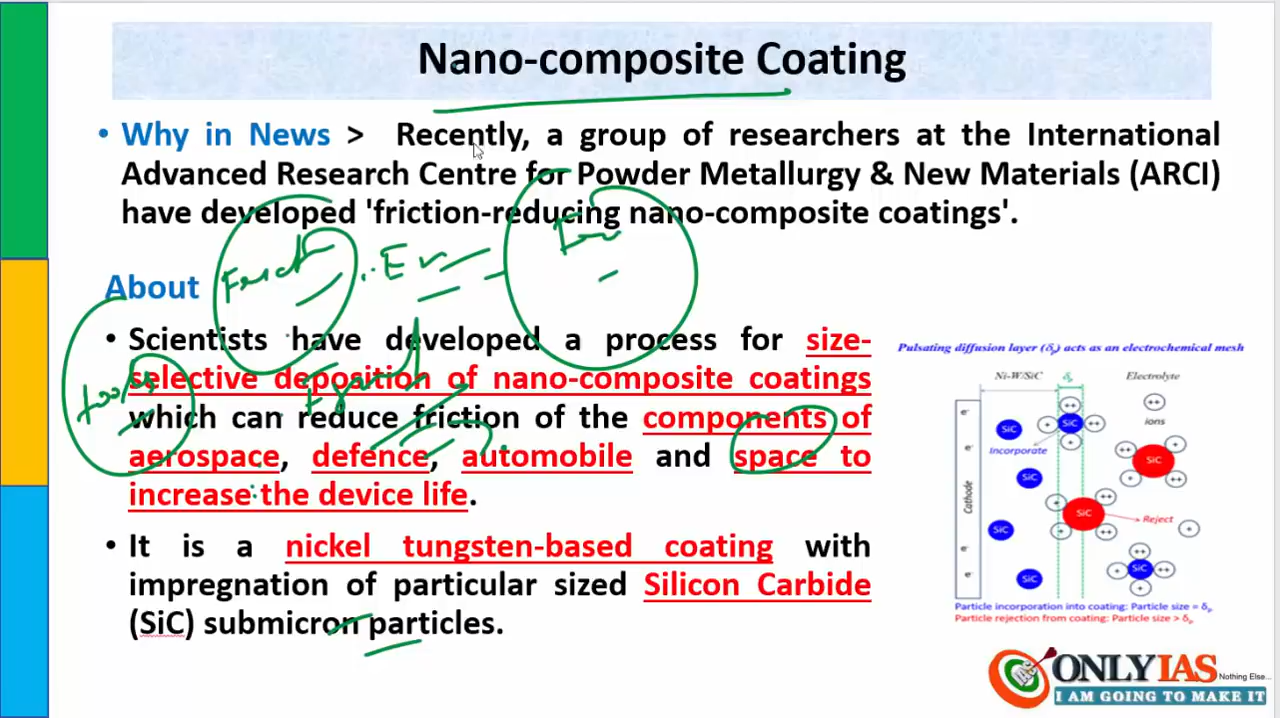 Nano-composite Coating
• Why in News > Recently, a group of researchers at the International
Advanced Research Centre for Powder Metallurgy & New Materials (ARCI)
have developed 'friction-reducing nano-composite coatings'.
About
• Scientists have developed a process for size-
selective deposition of nano-composite coatings
which can reduce friction of the components of
aerospace, defence, automobile and space to
increase the device life.
• It is a nickel tungsten-based coating with
impregnation of particular sized Silicon Carbide
(SiC) submicron particles.
tools
Pulsating diffusion layer (δp) acts as an electrochemical mesh
Ni-W/SiC δp Electrolyte
ions
Incorporate
Cathode
e-
e-
e-
e-
e-
SiC
SiC
SiC
SiC
SiC
SiC
SiC
SiC
Reject
Particle incorporation into coating: Particle size = δp
Particle rejection from coating: Particle size > δp
ONLYIAS
Nothing Else...
I AM GOING TO MAKE IT